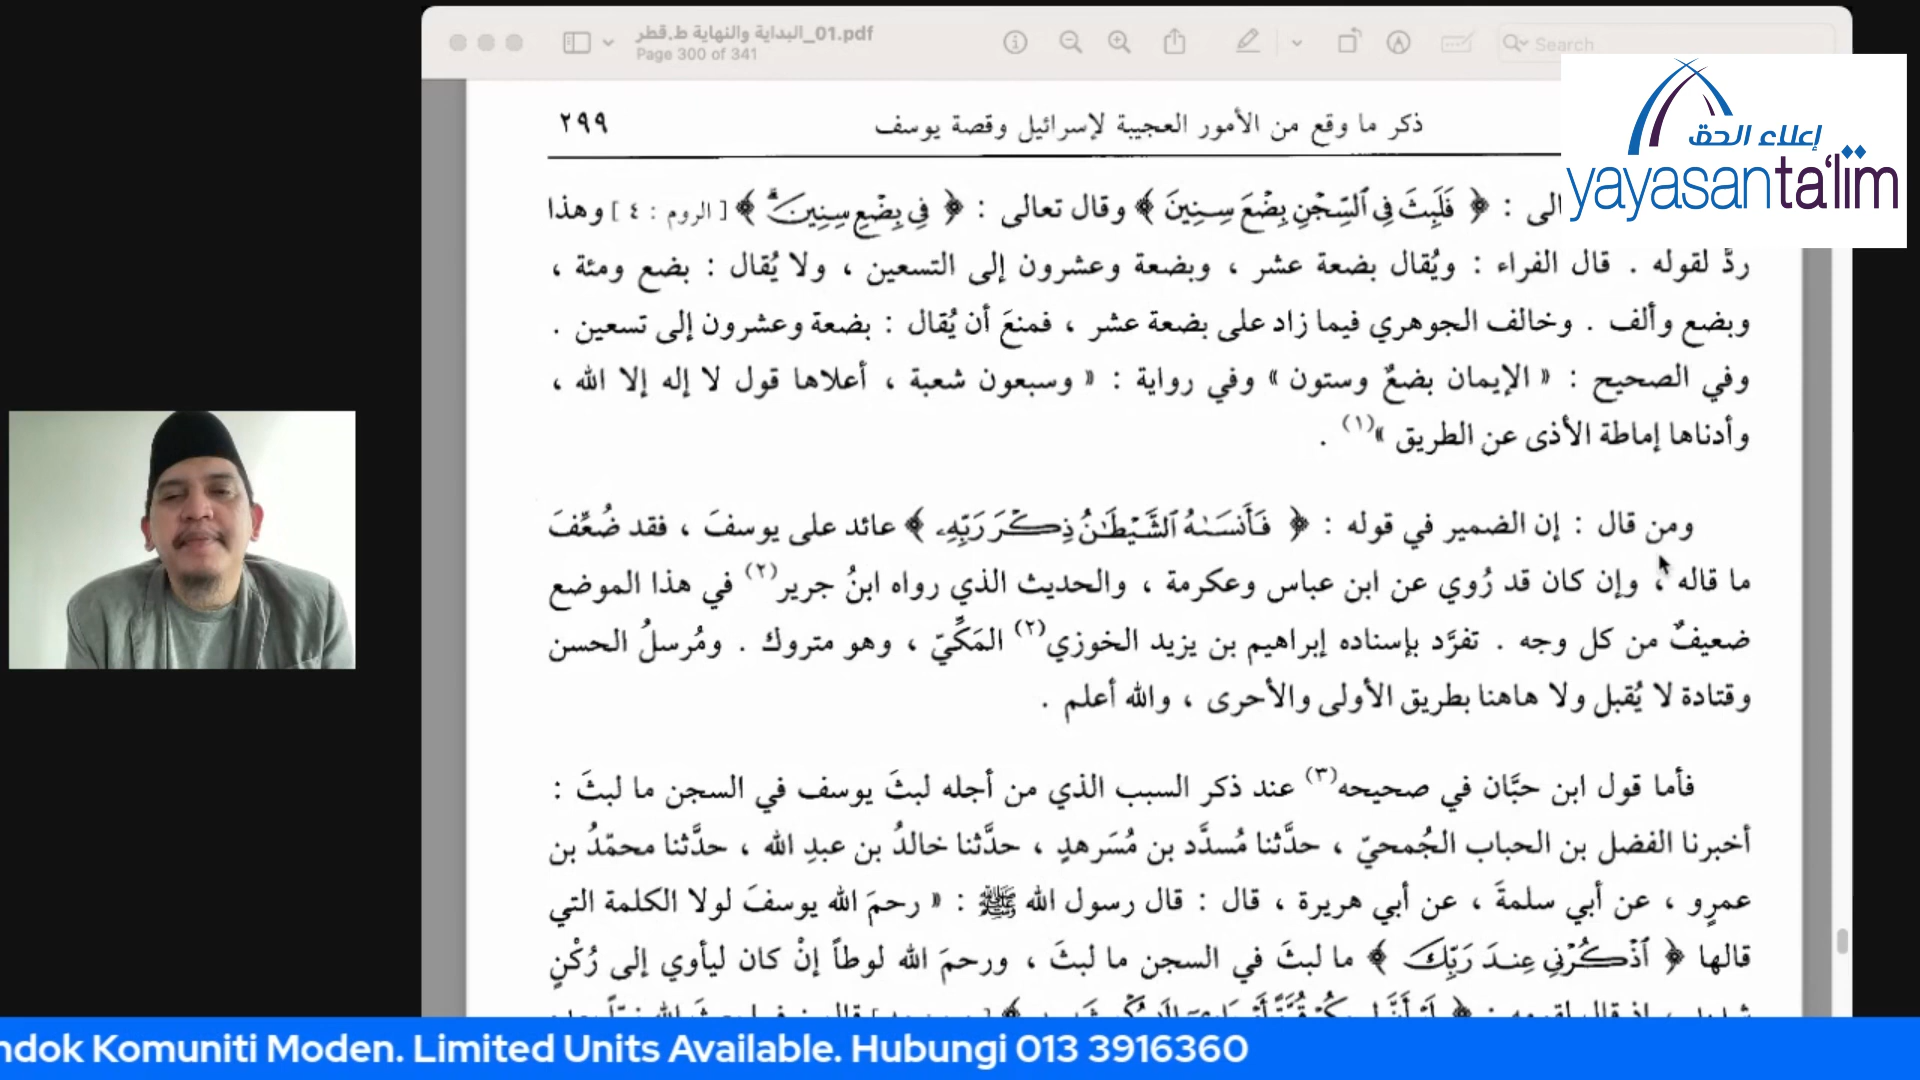 البداية والنهاية ط.قطر_01.pdf
Page 300 of 341
Search
إعلاء الحق
yayasanta'lim
ذكر ما وقع من الأمور العجيبة لإسرائيل وقصة يوسف ٢٩٩
: ﴿ فَلَبِثَ فِي ٱلسِّجْنِ بِضْعَ سِنِينَ ﴾ وقال تعالى : ﴿ فِي بِضْعِ سِنِينَ ۗ ﴾ [ الروم : ٤ ] وهذا
ردٌّ لقوله . قال الفراء : ويُقال بضعة عشر ، وبضعة وعشرون إلى التسعين ، ولا يُقال : بضع ومئة ،
وبضع وألف . وخالف الجوهري فيما زاد على بضعة عشر ، فمنعَ أن يُقال : بضعة وعشرون إلى تسعين .
وفي الصحيح : « الإيمان بضعٌ وستون » وفي رواية : « وسبعون شعبة ، أعلاها قول لا إله إلا الله ،
وأدناها إماطة الأذى عن الطريق »(١) .
ومن قال : إن الضمير في قوله : ﴿ فَأَنسَىٰهُ ٱلشَّيْطَٰنُ ذِكْرَ رَبِّهِۦ ﴾ عائد على يوسفَ ، فقد ضُعِّفَ
ما قاله ، وإن كان قد رُوي عن ابن عباس وعكرمة ، والحديث الذي رواه ابنُ جرير(٢) في هذا الموضع
ضعيفٌ من كل وجه . تفرَّد بإسناده إبراهيم بن يزيد الخوزي(٢) المَكِّيّ ، وهو متروك . ومُرسلُ الحسن
وقتادة لا يُقبل ولا هاهنا بطريق الأولى والأحرى ، والله أعلم .
فأما قول ابن حبَّان في صحيحه(٣) عند ذكر السبب الذي من أجله لبثَ يوسف في السجن ما لبثَ :
أخبرنا الفضل بن الحباب الجُمحيّ ، حدَّثنا مُسدَّد بن مُسَرهدٍ ، حدَّثنا خالدُ بن عبدِ الله ، حدَّثنا محمّدُ بن
عمرٍو ، عن أبي سلمةَ ، عن أبي هريرة ، قال : قال رسول الله ﷺ : « رحمَ الله يوسفَ لولا الكلمة التي
قالها ﴿ ٱذْكُرْنِي عِندَ رَبِّكَ ﴾ ما لبثَ في السجن ما لبثَ ، ورحمَ الله لوطاً إنْ كان ليأوي إلى رُكْنٍ
ndok Komuniti Moden. Limited Units Available. Hubungi 013 3916360